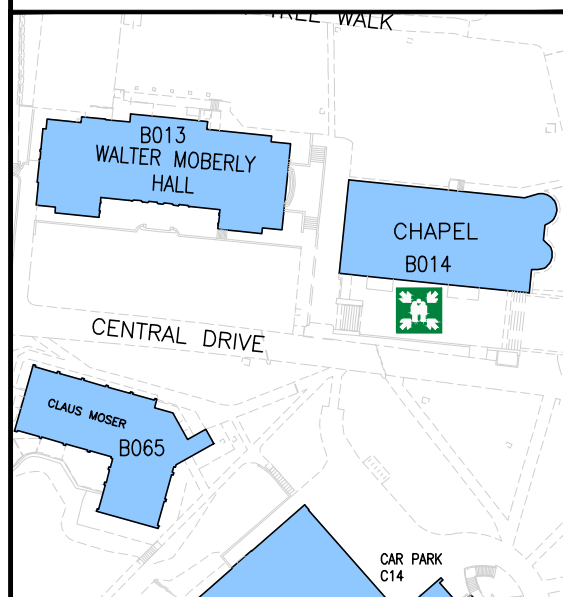 WALK
B013
WALTER MOBERLY
HALL
CHAPEL
B014
CENTRAL DRIVE
CLAUS MOSER
B065
CAR PARK
C14